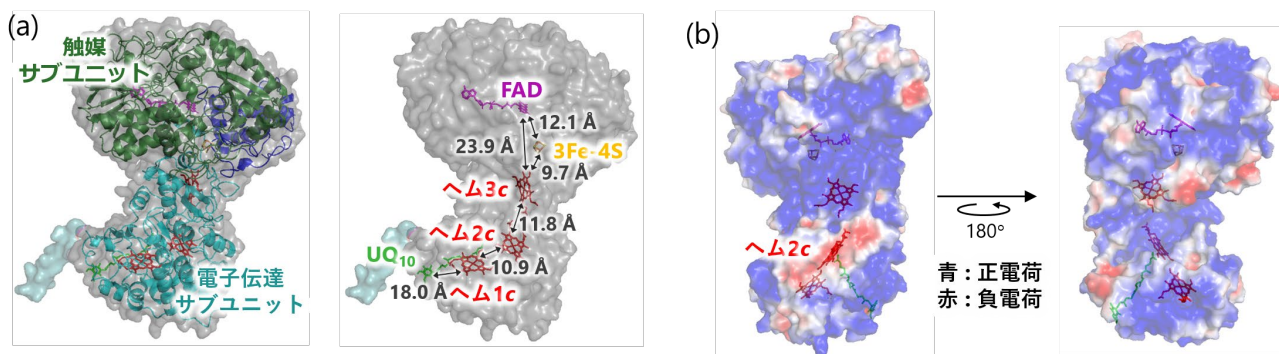 (a)
触媒
サブユニット
電子伝達
サブユニット
FAD
12.1 Å
23.9 Å
3Fe-4S
9.7 Å
ヘム3c
11.8 Å
ヘム2c
UQ10
10.9 Å
18.0 Å
ヘム1c
(b)
ヘム2c
180°
青：正電荷
赤：負電荷